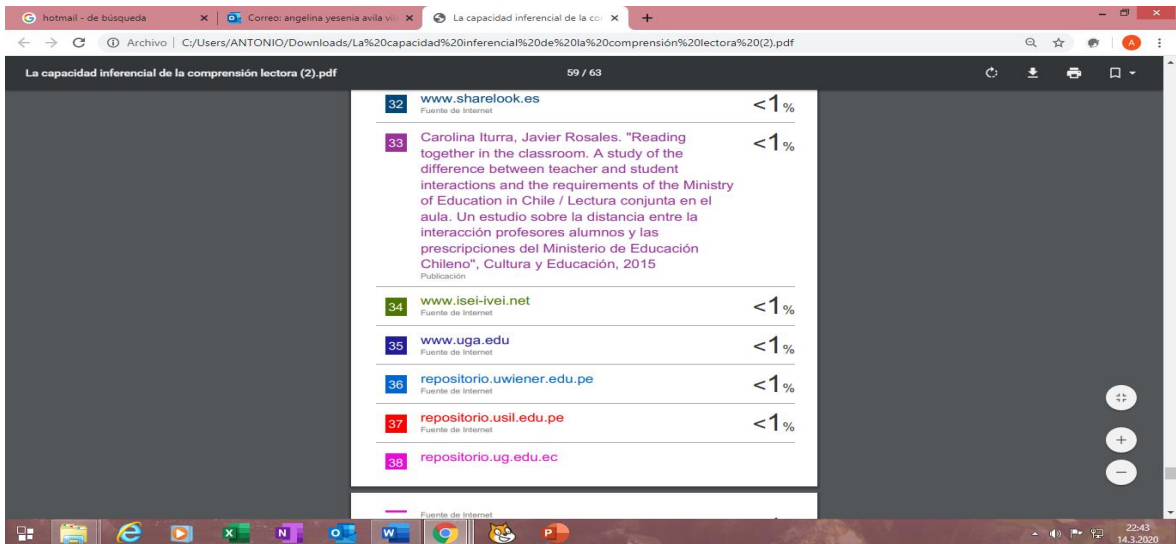 hotmail - de búsqueda
Correo: angelina yesenia avila vil
La capacidad inferencial de la co
Archivo | C:/Users/ANTONIO/Downloads/La%20capacidad%20inferencial%20de%20la%20comprensión%20lectora%20(2).pdf
A
La capacidad inferencial de la comprensión lectora (2).pdf
59 / 63
32 www.sharelook.es <1%
Fuente de Internet
33 Carolina Iturra, Javier Rosales. "Reading <1%
together in the classroom. A study of the
difference between teacher and student
interactions and the requirements of the Ministry
of Education in Chile / Lectura conjunta en el
aula. Un estudio sobre la distancia entre la
interacción profesores alumnos y las
prescripciones del Ministerio de Educación
Chileno", Cultura y Educación, 2015
Publicación
34 www.isei-ivei.net <1%
Fuente de Internet
35 www.uga.edu <1%
Fuente de Internet
36 repositorio.uwiener.edu.pe <1%
Fuente de Internet
37 repositorio.usil.edu.pe <1%
Fuente de Internet
38 repositorio.ug.edu.ec
Fuente de Internet
22:43
14.3.2020